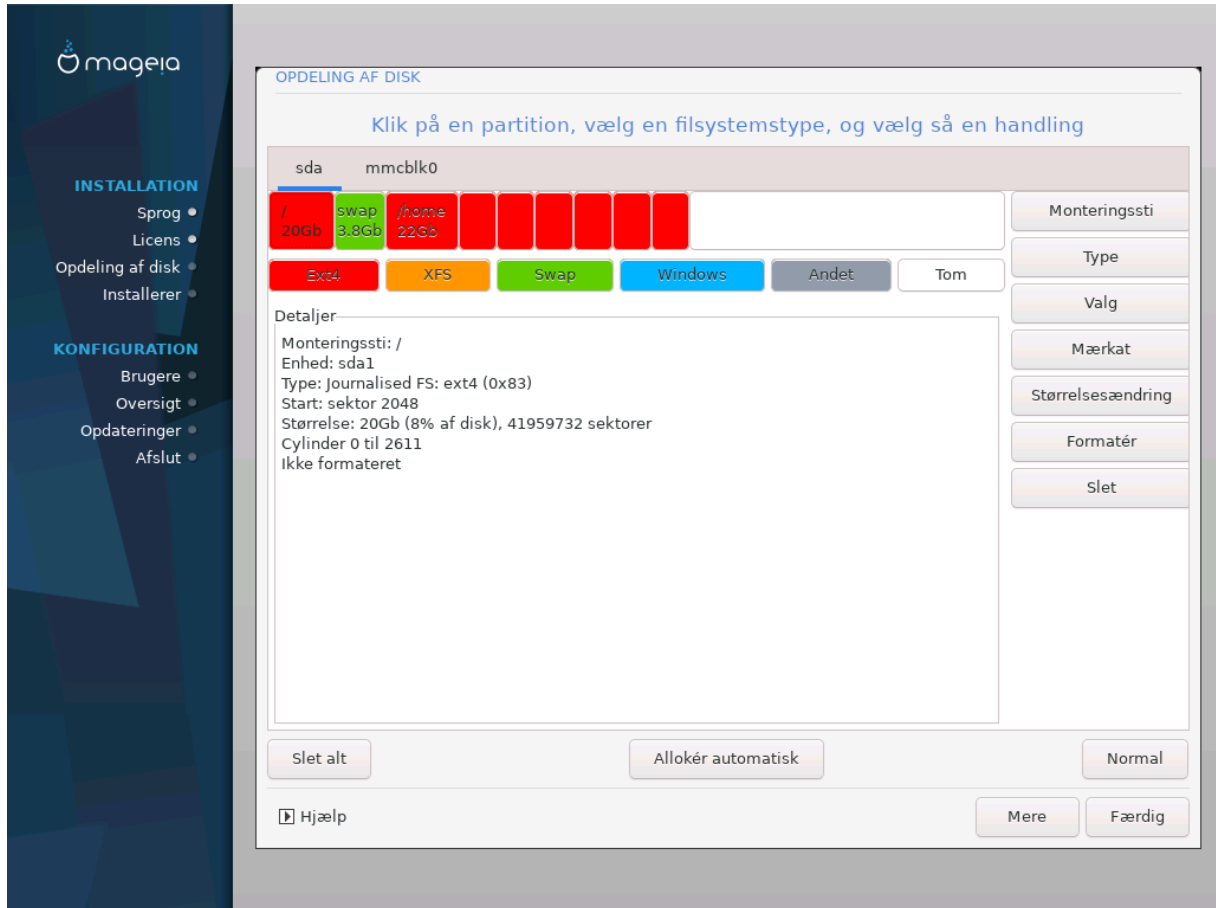 mageia
INSTALLATION
Sprog
Licens
Opdeling af disk
Installerer
KONFIGURATION
Brugere
Oversigt
Opdateringer
Afslut
OPDELING AF DISK
Klik på en partition, vælg en filsystemstype, og vælg så en handling
sda mmcblk0
/ swap /home
20Gb 3.8Gb 22Gb
Ext4 XFS Swap Windows Andet Tom
Detaljer
Monteringssti: /
Enhed: sda1
Type: Journalised FS: ext4 (0x83)
Start: sektor 2048
Størrelse: 20Gb (8% af disk), 41959732 sektorer
Cylinder 0 til 2611
Ikke formateret
Monteringssti
Type
Valg
Mærkat
Størrelsesændring
Formatér
Slet
Slet alt Allokér automatisk Normal
Hjælp Mere Færdig